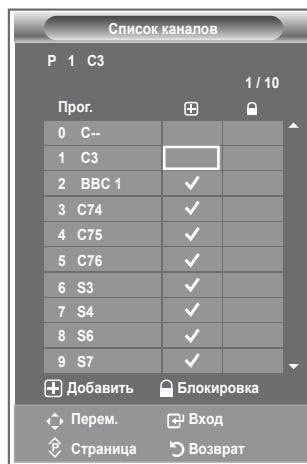 Список каналов
P 1 C3
1 / 10
Прог.
0 C--
1 C3
2 BBC 1
3 C74
4 C75
5 C76
6 S3
7 S4
8 S6
9 S7
Добавить Блокировка
Перем. Вход
Страница Возврат